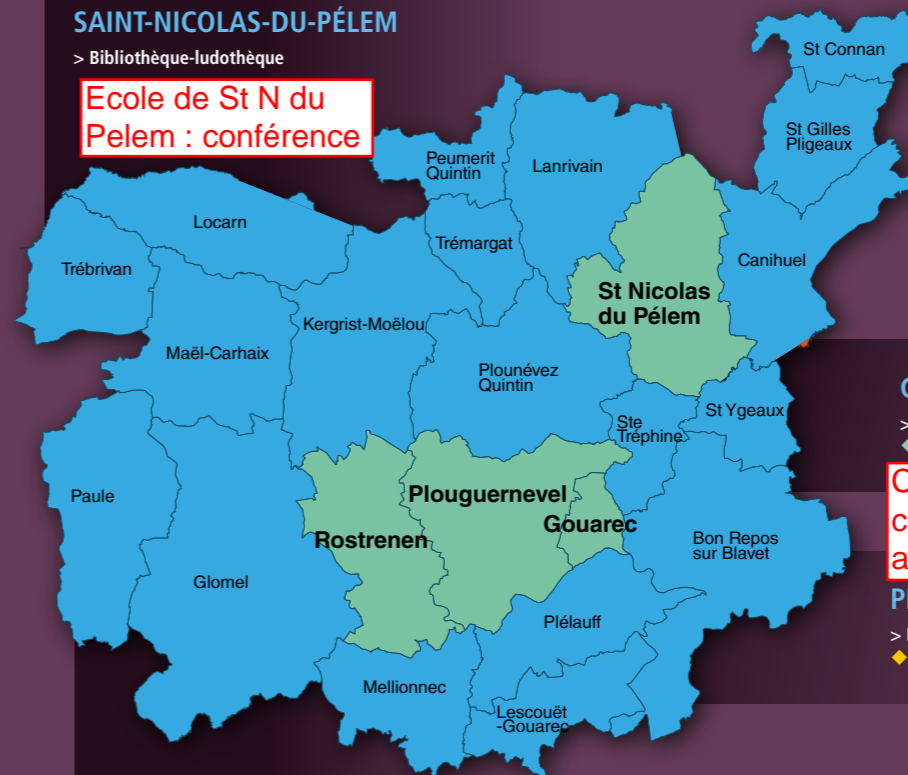 SAINT-NICOLAS-DU-PÉLEM
> Bibliothèque-ludothèque
Ecole de St N du
Pelem : conférence
St Connan
St Gilles
Pligeaux
Peumerit
Quintin
Lanrivain
Locarn
Trémargat
Trébrivan
Canihuel
St Nicolas
du Pélem
Kergrist-Moëlou
Maël-Carhaix
Plounévez
Quintin
Ste
Tréphine
St Ygeaux
Paule
Plouguernevel
Gouarec
Rostrenen
Bon Repos
sur Blavet
Glomel
Plélauff
Mellionnec
Lescouët
-Gouarec